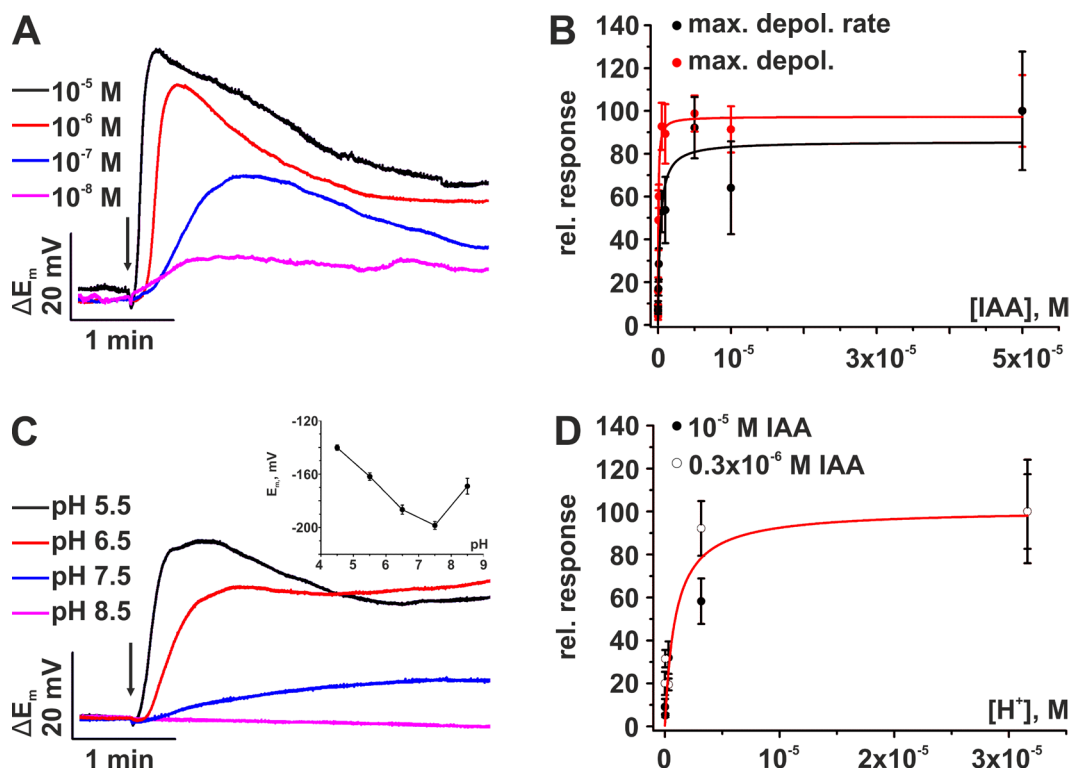 A
10⁻⁵ M
10⁻⁶ M
10⁻⁷ M
10⁻⁸ M
ΔEm
20 mV
1 min
B
max. depol. rate
max. depol.
rel. response
140
120
100
80
60
40
20
0
[IAA], M
0 10⁻⁵ 3x10⁻⁵ 5x10⁻⁵
C
pH 5.5
pH 6.5
pH 7.5
pH 8.5
ΔEm
20 mV
1 min
Em, mV
-120
-160
-200
pH
4 5 6 7 8 9
D
10⁻⁵ M IAA
0.3x10⁻⁶ M IAA
rel. response
140
120
100
80
60
40
20
0
[H⁺], M
0 10⁻⁵ 2x10⁻⁵ 3x10⁻⁵